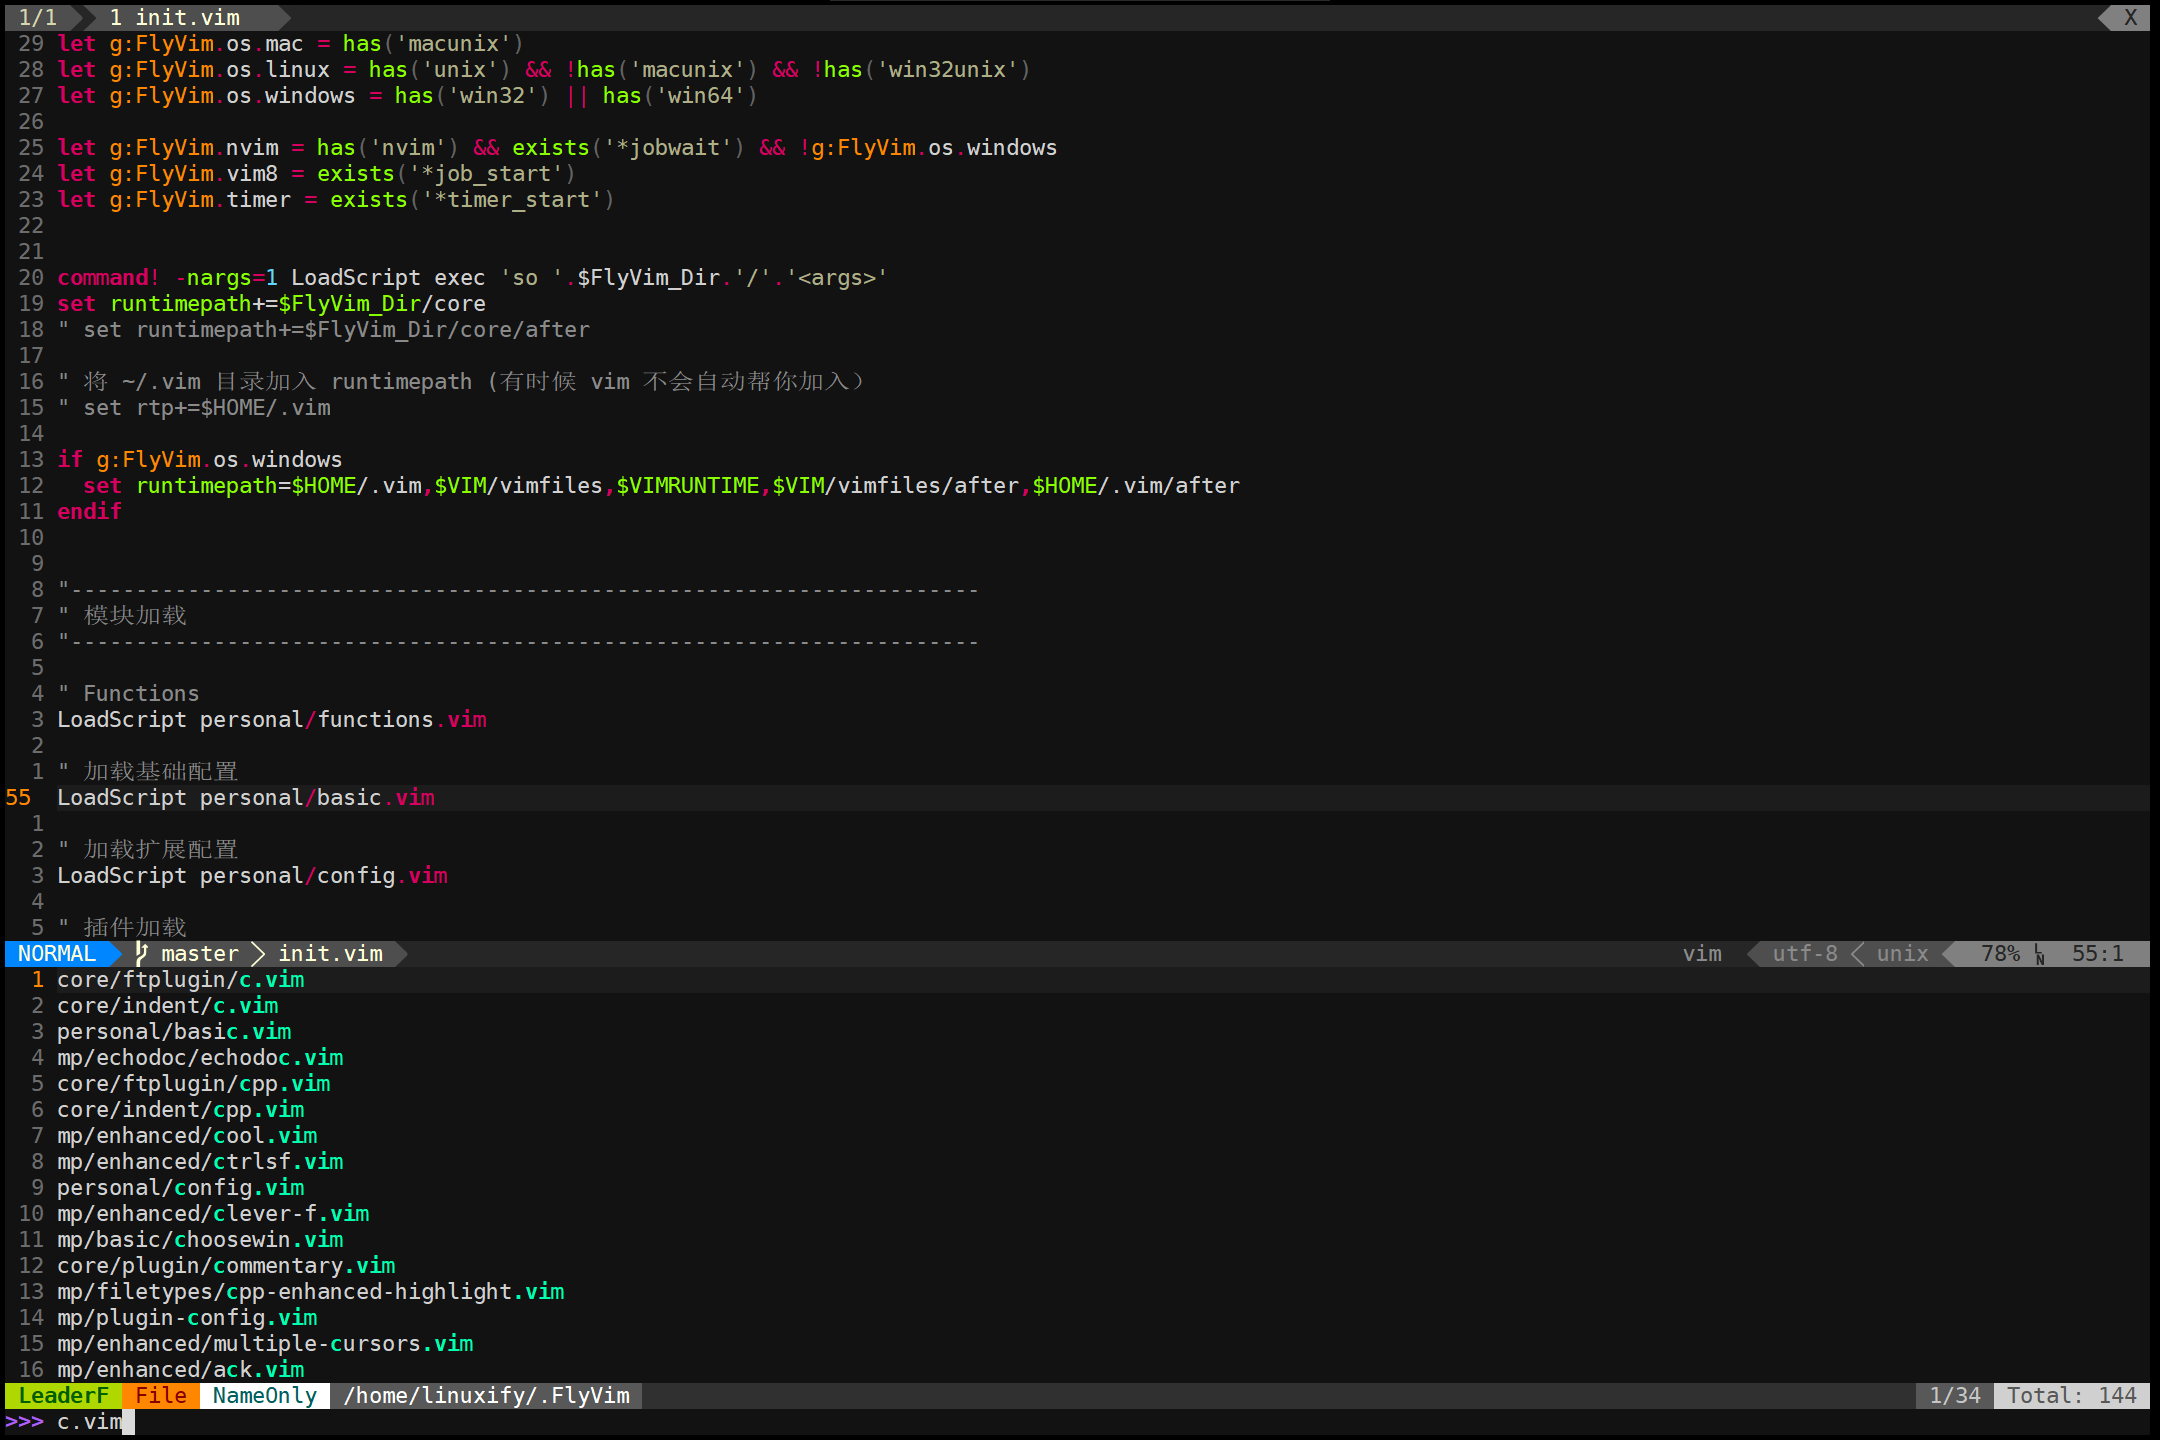 1/1 1 init.vim X
29 let g:FlyVim.os.mac = has('macunix')
28 let g:FlyVim.os.linux = has('unix') && !has('macunix') && !has('win32unix')
27 let g:FlyVim.os.windows = has('win32') || has('win64')
26
25 let g:FlyVim.nvim = has('nvim') && exists('*jobwait') && !g:FlyVim.os.windows
24 let g:FlyVim.vim8 = exists('*job_start')
23 let g:FlyVim.timer = exists('*timer_start')
22
21
20 command! -nargs=1 LoadScript exec 'so '.$FlyVim_Dir.'/'.'<args>'
19 set runtimepath+=$FlyVim_Dir/core
18 " set runtimepath+=$FlyVim_Dir/core/after
17
16 " 将 ~/.vim 目录加入 runtimepath (有时候 vim 不会自动帮你加入）
15 " set rtp+=$HOME/.vim
14
13 if g:FlyVim.os.windows
12   set runtimepath=$HOME/.vim,$VIM/vimfiles,$VIMRUNTIME,$VIM/vimfiles/after,$HOME/.vim/after
11 endif
10
9
8 "----------------------------------------------------------------------
7 " 模块加载
6 "----------------------------------------------------------------------
5
4 " Functions
3 LoadScript personal/functions.vim
2
1 " 加载基础配置
55 LoadScript personal/basic.vim
1
2 " 加载扩展配置
3 LoadScript personal/config.vim
4
5 " 插件加载
NORMAL master init.vim vim utf-8 unix 78% LN 55:1
1 core/ftplugin/c.vim
2 core/indent/c.vim
3 personal/basic.vim
4 mp/echodoc/echodoc.vim
5 core/ftplugin/cpp.vim
6 core/indent/cpp.vim
7 mp/enhanced/cool.vim
8 mp/enhanced/ctrlsf.vim
9 personal/config.vim
10 mp/enhanced/clever-f.vim
11 mp/basic/choosewin.vim
12 core/plugin/commentary.vim
13 mp/filetypes/cpp-enhanced-highlight.vim
14 mp/plugin-config.vim
15 mp/enhanced/multiple-cursors.vim
16 mp/enhanced/ack.vim
LeaderF File NameOnly /home/linuxify/.FlyVim 1/34 Total: 144
>>> c.vim